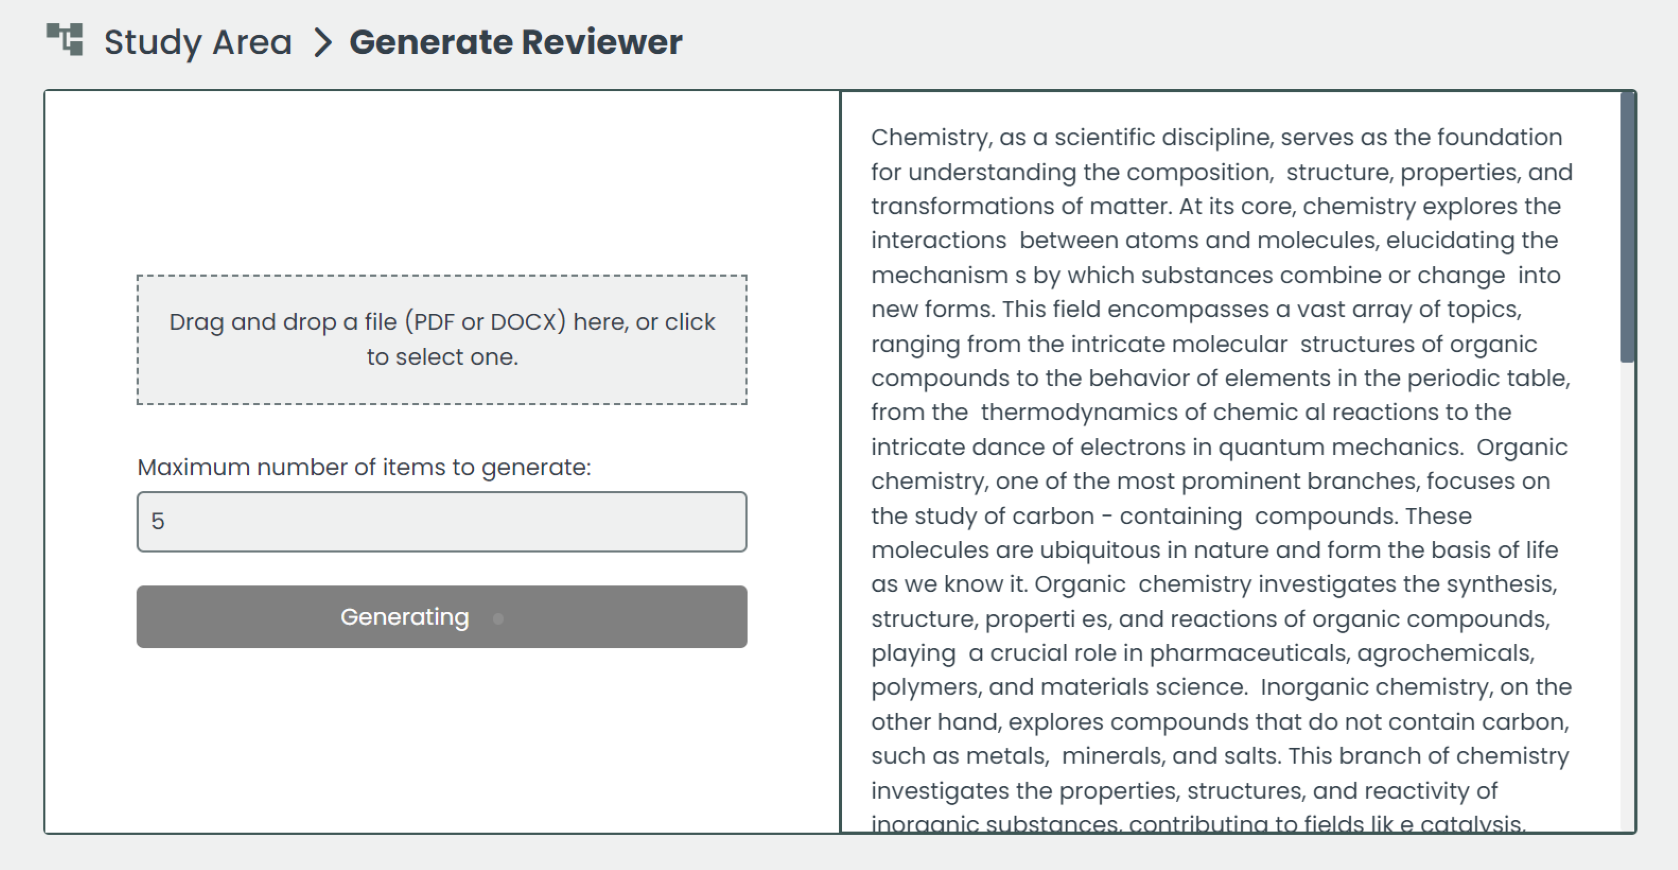 Study Area > Generate Reviewer
Drag and drop a file (PDF or DOCX) here, or click
to select one.
Maximum number of items to generate:
5
Generating
Chemistry, as a scientific discipline, serves as the foundation
for understanding the composition,  structure, properties, and
transformations of matter. At its core, chemistry explores the
interactions  between atoms and molecules, elucidating the
mechanism s by which substances combine or change  into
new forms. This field encompasses a vast array of topics,
ranging from the intricate molecular  structures of organic
compounds to the behavior of elements in the periodic table,
from the  thermodynamics of chemic al reactions to the
intricate dance of electrons in quantum mechanics.  Organic
chemistry, one of the most prominent branches, focuses on
the study of carbon - containing  compounds. These
molecules are ubiquitous in nature and form the basis of life
as we know it. Organic  chemistry investigates the synthesis,
structure, properti es, and reactions of organic compounds,
playing  a crucial role in pharmaceuticals, agrochemicals,
polymers, and materials science.  Inorganic chemistry, on the
other hand, explores compounds that do not contain carbon,
such as metals,  minerals, and salts. This branch of chemistry
investigates the properties, structures, and reactivity of
inorganic substances, contributing to fields lik e catalysis,